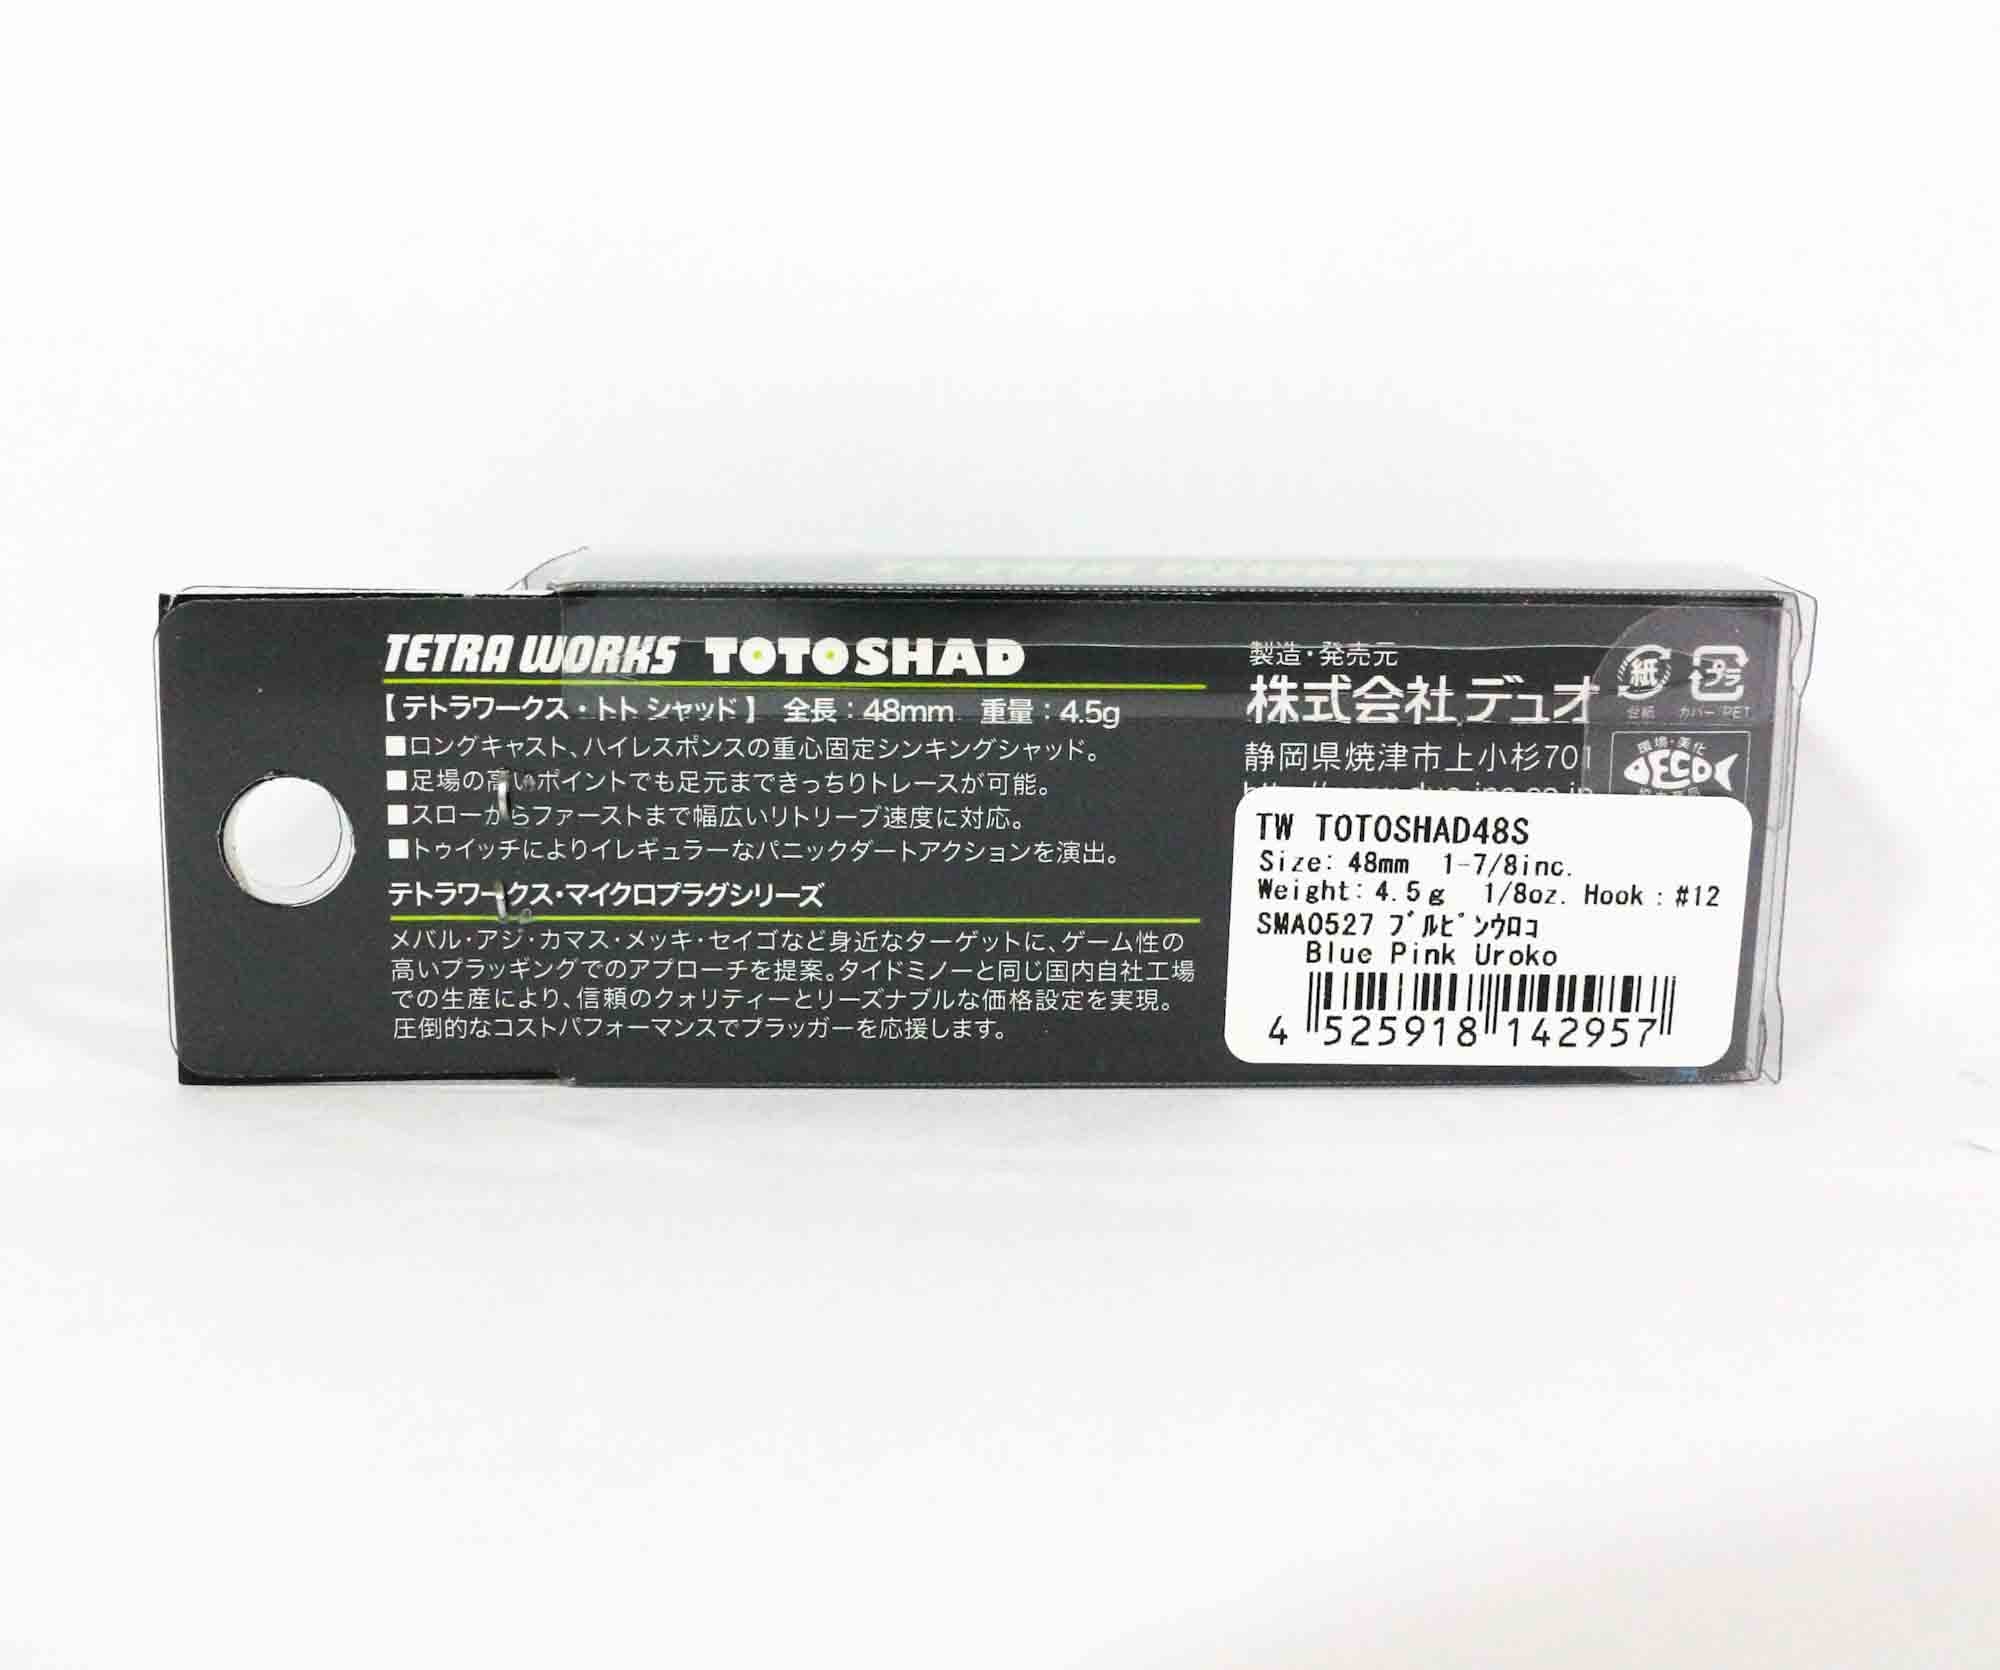 TETRA WORKS TOTOSHAD
【 テトラワークス・トト シャッド 】 全長：48mm 重量：4.5g
■ロングキャスト、ハイレスポンスの重心固定シンキングシャッド。
■足場の高いポイントでも足元まできっちりトレースが可能。
■スローからファーストまで幅広いリトリーブ速度に対応。
■トゥイッチによりイレギュラーなパニックダートアクションを演出。
テトラワークス・マイクロプラグシリーズ
メバル・アジ・カマス・メッキ・セイゴなど身近なターゲットに、ゲーム性の
高いプラッギングでのアプローチを提案。タイドミノーと同じ国内自社工場
での生産により、信頼のクォリティーとリーズナブルな価格設定を実現。
圧倒的なコストパフォーマンスでプラッガーを応援します。
製造・発売元
株式会社 デュオ
静岡県焼津市上小杉701
紙
プラ
台紙 カバー:PET
環境・美化
ECO
TW TOTOSHAD48S
Size: 48mm 1-7/8inc.
Weight: 4.5g 1/8oz. Hook : #12
SMA0527 ﾌﾞﾙﾋﾟﾝｳﾛｺ
Blue Pink Uroko
4 525918 142957